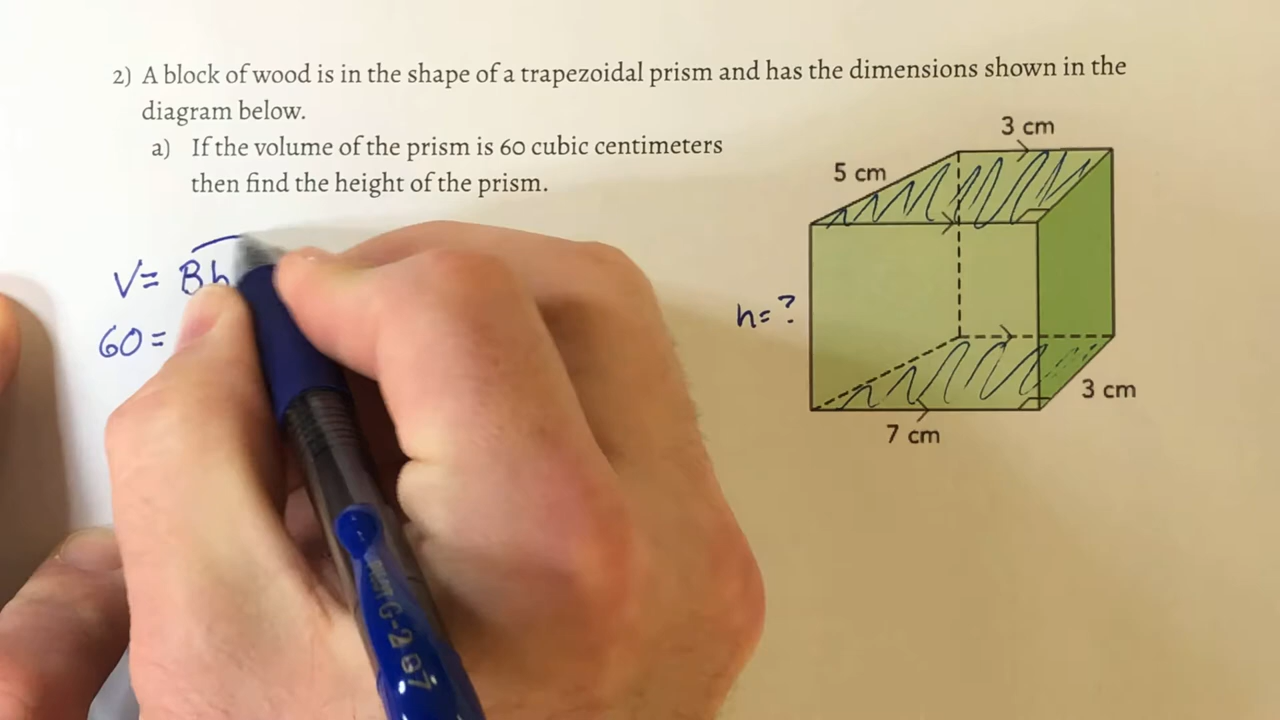 2) A block of wood is in the shape of a trapezoidal prism and has the dimensions shown in the
diagram below.
a) If the volume of the prism is 60 cubic centimeters
then find the height of the prism.
3 cm
5 cm
V = Bh
h = ?
60 =
3 cm
7 cm
G-2 07